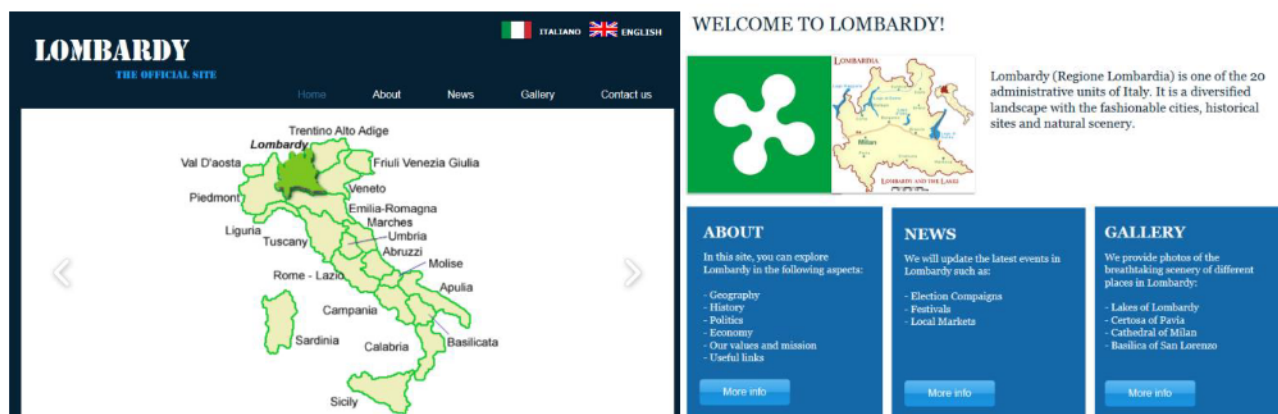 ITALIANO
ENGLISH
LOMBARDY
THE OFFICIAL SITE
Home
About
News
Gallery
Contact us
Trentino Alto Adige
Lombardy
Val D'aosta
Friuli Venezia Giulia
Piedmont
Veneto
Emilia-Romagna
Marches
Liguria
Umbria
Tuscany
Abruzzi
Molise
Rome - Lazio
Apulia
Campania
Sardinia
Calabria
Basilicata
Sicily
WELCOME TO LOMBARDY!
LOMBARDIA
Milan
LOMBARDY AND THE LAKES
Lombardy (Regione Lombardia) is one of the 20
administrative units of Italy. It is a diversified
landscape with the fashionable cities, historical
sites and natural scenery.
ABOUT
In this site, you can explore
Lombardy in the following aspects:
- Geography
- History
- Politics
- Economy
- Our values and mission
- Useful links
More info
NEWS
We will update the latest events in
Lombardy such as:
- Election Compaigns
- Festivals
- Local Markets
More info
GALLERY
We provide photos of the
breathtaking scenery of different
places in Lombardy:
- Lakes of Lombardy
- Certosa of Pavia
- Cathedral of Milan
- Basilica of San Lorenzo
More info